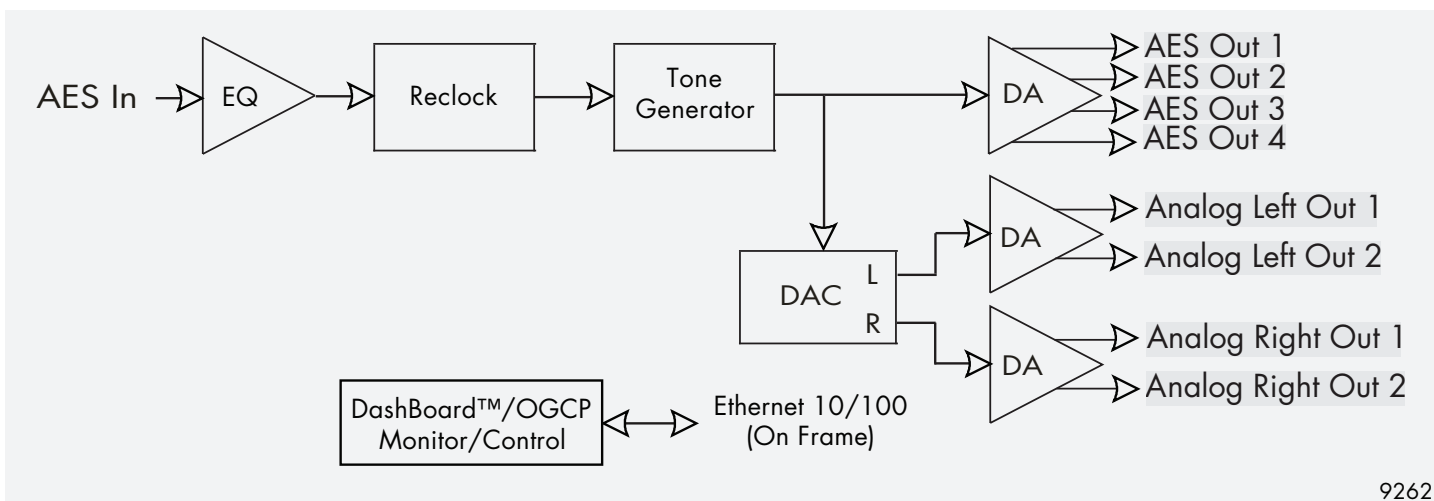 AES In
EQ
Reclock
Tone
Generator
DA
AES Out 1
AES Out 2
AES Out 3
AES Out 4
DAC
L
R
DA
Analog Left Out 1
Analog Left Out 2
DA
Analog Right Out 1
Analog Right Out 2
DashBoard™/OGCP
Monitor/Control
Ethernet 10/100
(On Frame)
9262